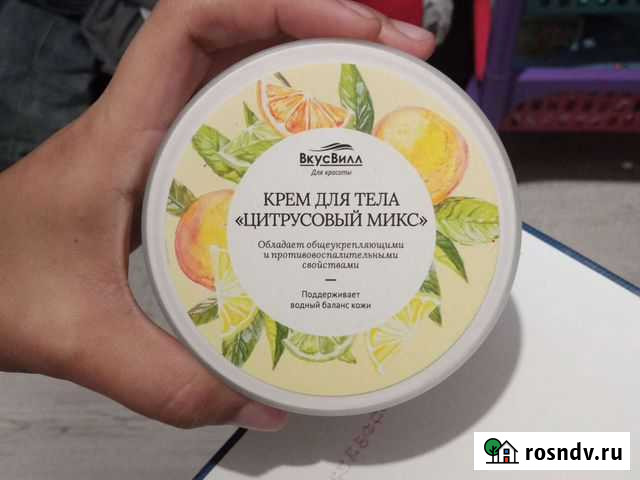 ВкусВилл
Для красоты
КРЕМ ДЛЯ ТЕЛА
«ЦИТРУСОВЫЙ МИКС»
Обладает общеукрепляющими
и противовоспалительными
свойствами
Поддерживает
водный баланс кожи
rosndv.ru